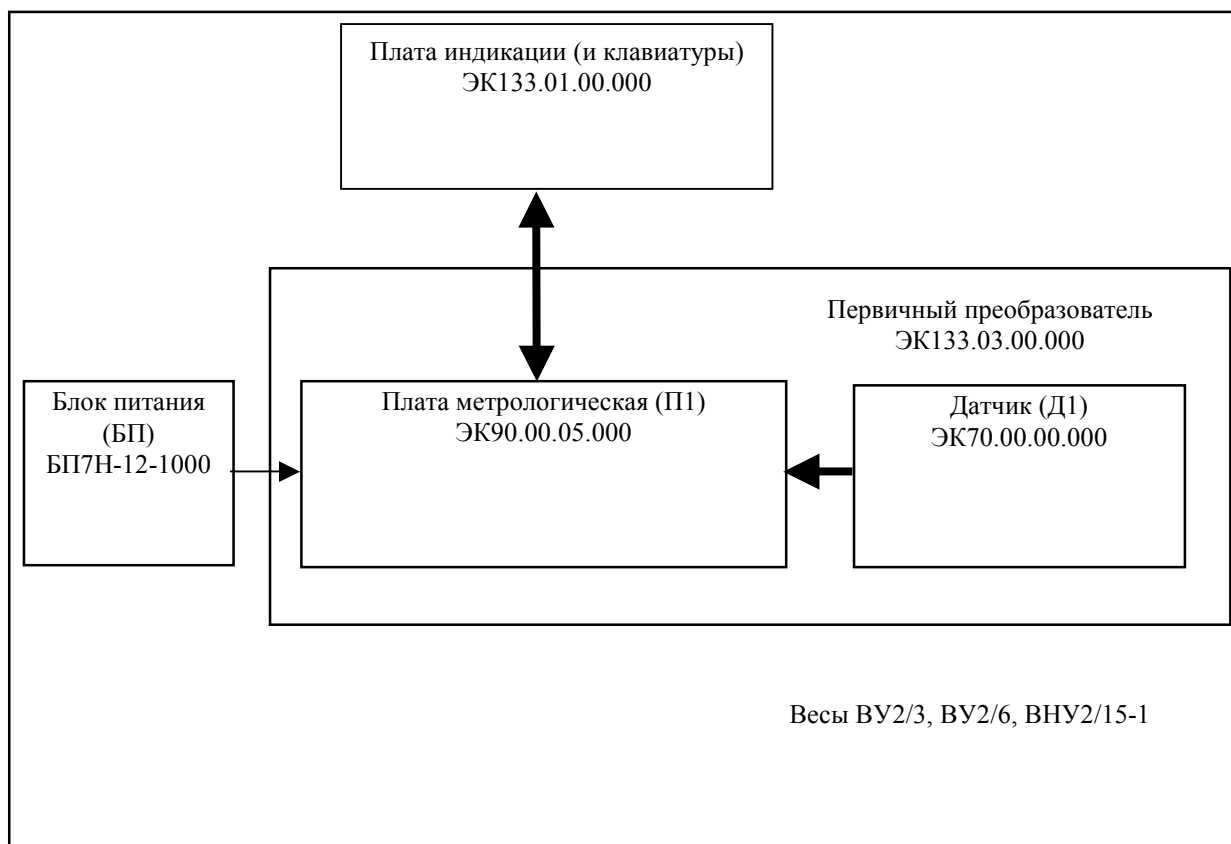 Плата индикации (и клавиатуры)
ЭК133.01.00.000
Первичный преобразователь
ЭК133.03.00.000
Блок питания
(БП)
БП7Н-12-1000
Плата метрологическая (П1)
ЭК90.00.05.000
Датчик (Д1)
ЭК70.00.00.000
Весы ВУ2/3, ВУ2/6, ВНУ2/15-1